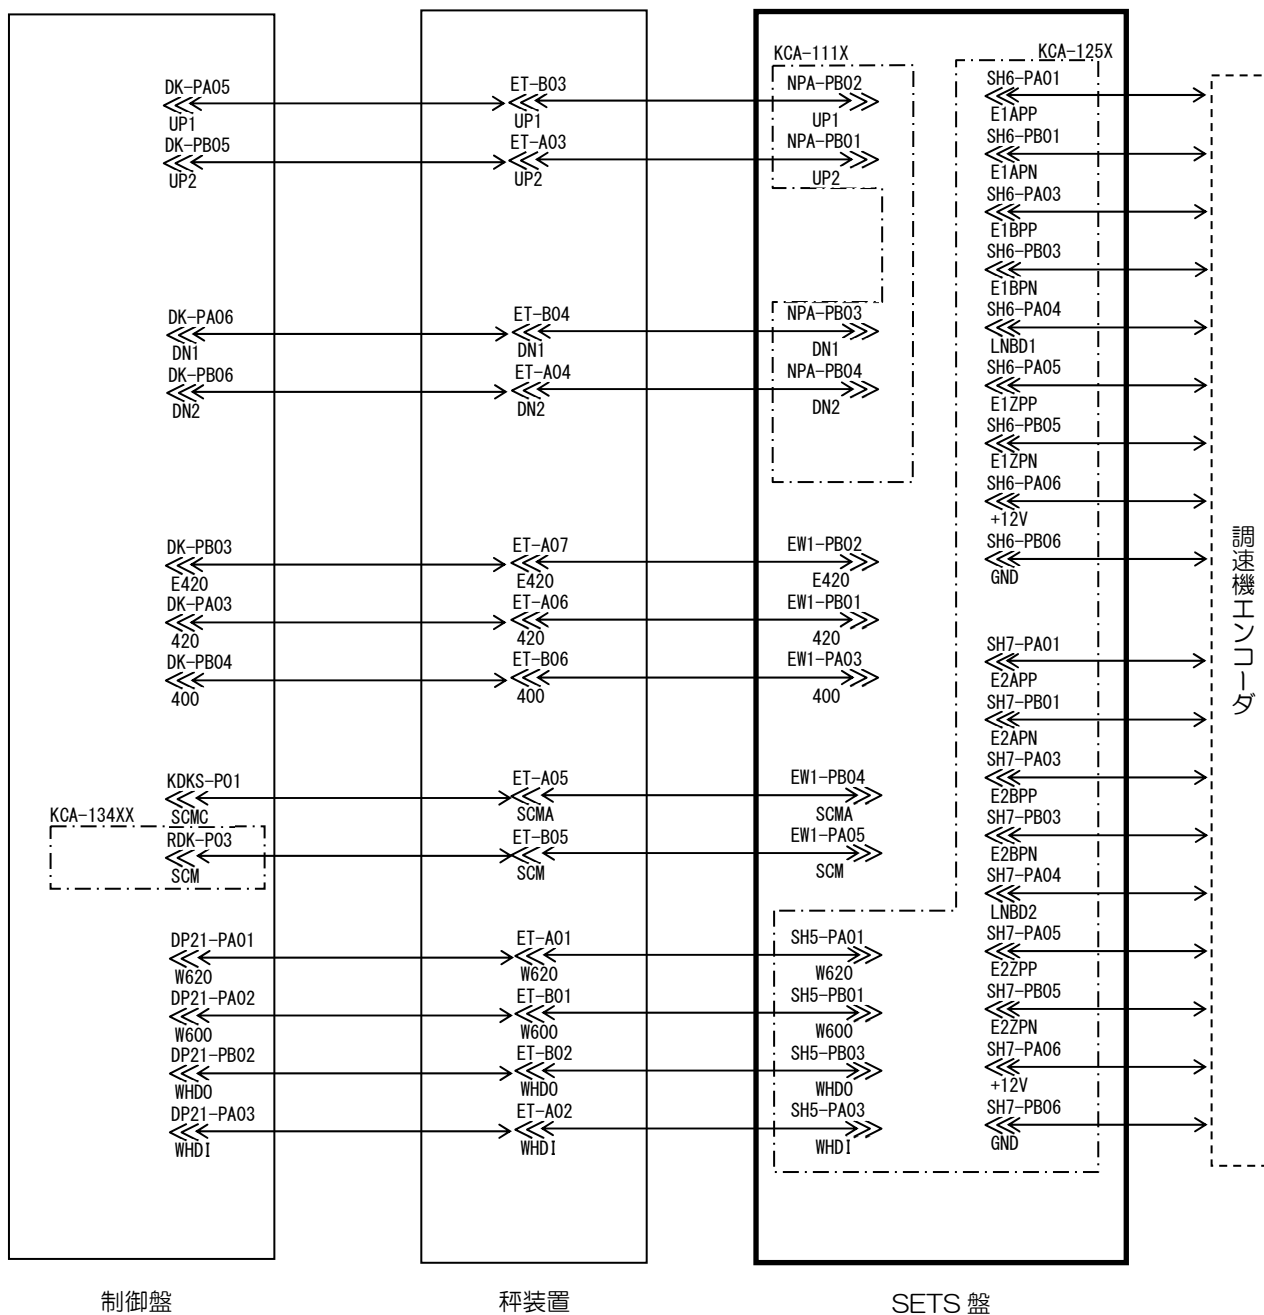 KCA-111X
KCA-125X
DK-PA05
UP1
DK-PB05
UP2
DK-PA06
DN1
DK-PB06
DN2
DK-PB03
E420
DK-PA03
420
DK-PB04
400
KDKS-P01
SCMC
KCA-134XX
RDK-P03
SCM
DP21-PA01
W620
DP21-PA02
W600
DP21-PB02
WHDO
DP21-PA03
WHDI
制御盤
ET-B03
UP1
ET-A03
UP2
ET-B04
DN1
ET-A04
DN2
ET-A07
E420
ET-A06
420
ET-B06
400
ET-A05
SCMA
ET-B05
SCM
ET-A01
W620
ET-B01
W600
ET-B02
WHDO
ET-A02
WHDI
秤装置
NPA-PB02
UP1
NPA-PB01
UP2
NPA-PB03
DN1
NPA-PB04
DN2
EW1-PB02
E420
EW1-PB01
420
EW1-PA03
400
EW1-PB04
SCMA
EW1-PA05
SCM
SH5-PA01
W620
SH5-PB01
W600
SH5-PB03
WHDO
SH5-PA03
WHDI
SH6-PA01
E1APP
SH6-PB01
E1APN
SH6-PA03
E1BPP
SH6-PB03
E1BPN
SH6-PA04
LNBD1
SH6-PA05
E1ZPP
SH6-PB05
E1ZPN
SH6-PA06
+12V
SH6-PB06
GND
SH7-PA01
E2APP
SH7-PB01
E2APN
SH7-PA03
E2BPP
SH7-PB03
E2BPN
SH7-PA04
LNBD2
SH7-PA05
E2ZPP
SH7-PB05
E2ZPN
SH7-PA06
+12V
SH7-PB06
GND
SETS 盤
調速機エンコーダ